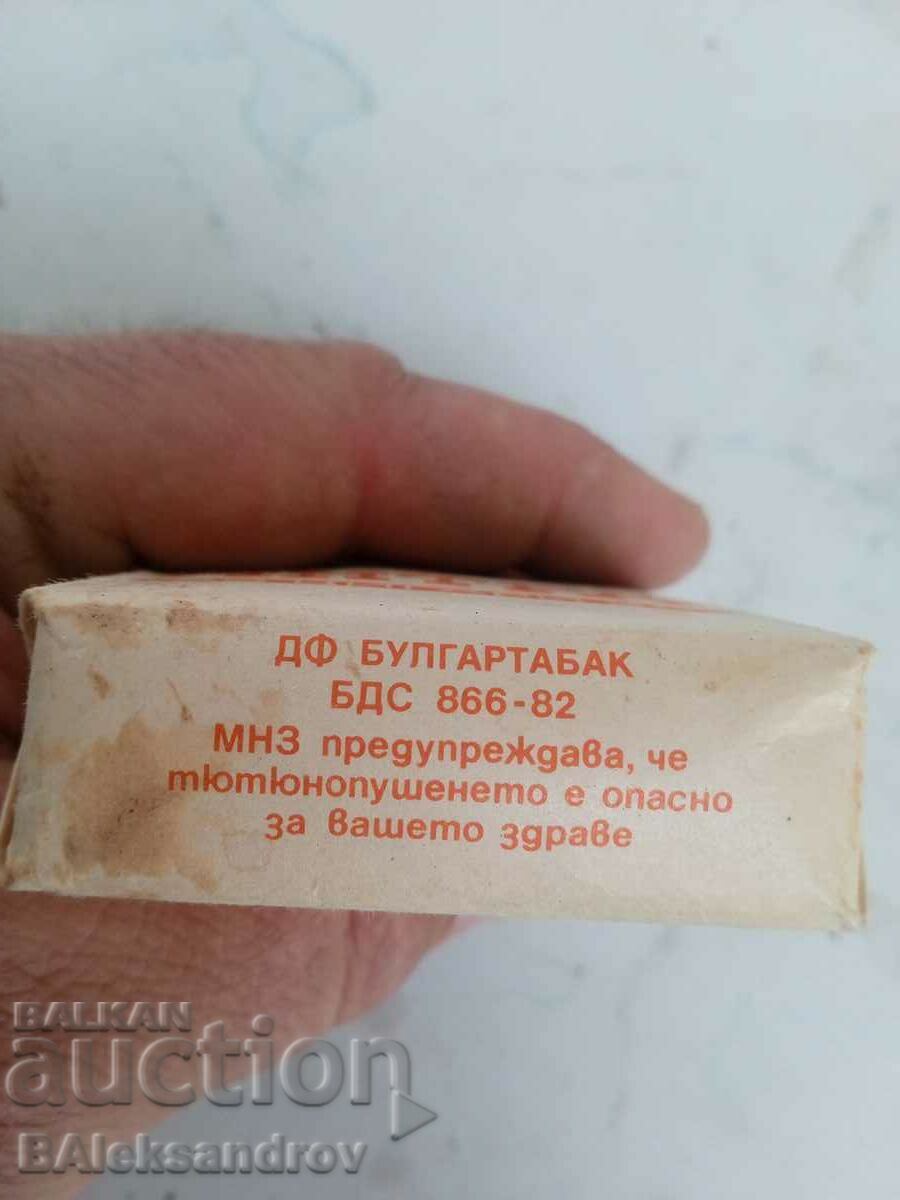 ДФ БУЛГАРТАБАК
БДС 866-82
МНЗ предупреждава, че
тютюнопушенето е опасно
за вашето здраве
BALKAN
auction
BAleksandrov